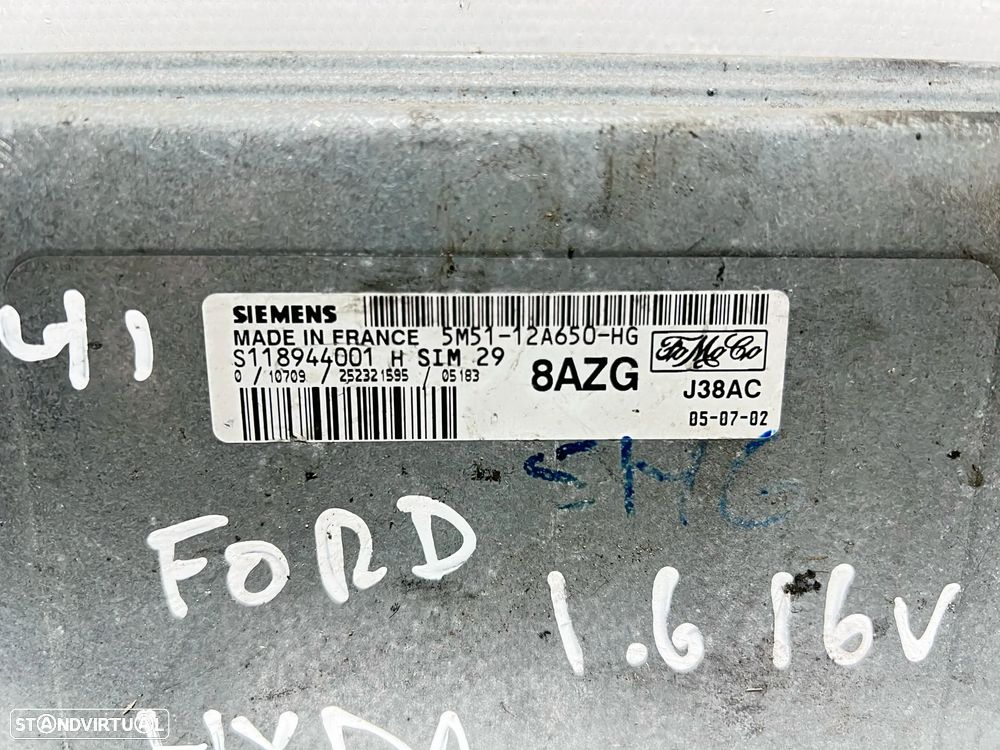 SIEMENS
MADE IN FRANCE 5M51-12A650-HG
S118944001 H SIM 29
0 / 10709 / 252321595 / 05183
8AZG
FoMoCo
J38AC
05-07-02
41
FORD
1.6 16V
STANDVIRTUAL